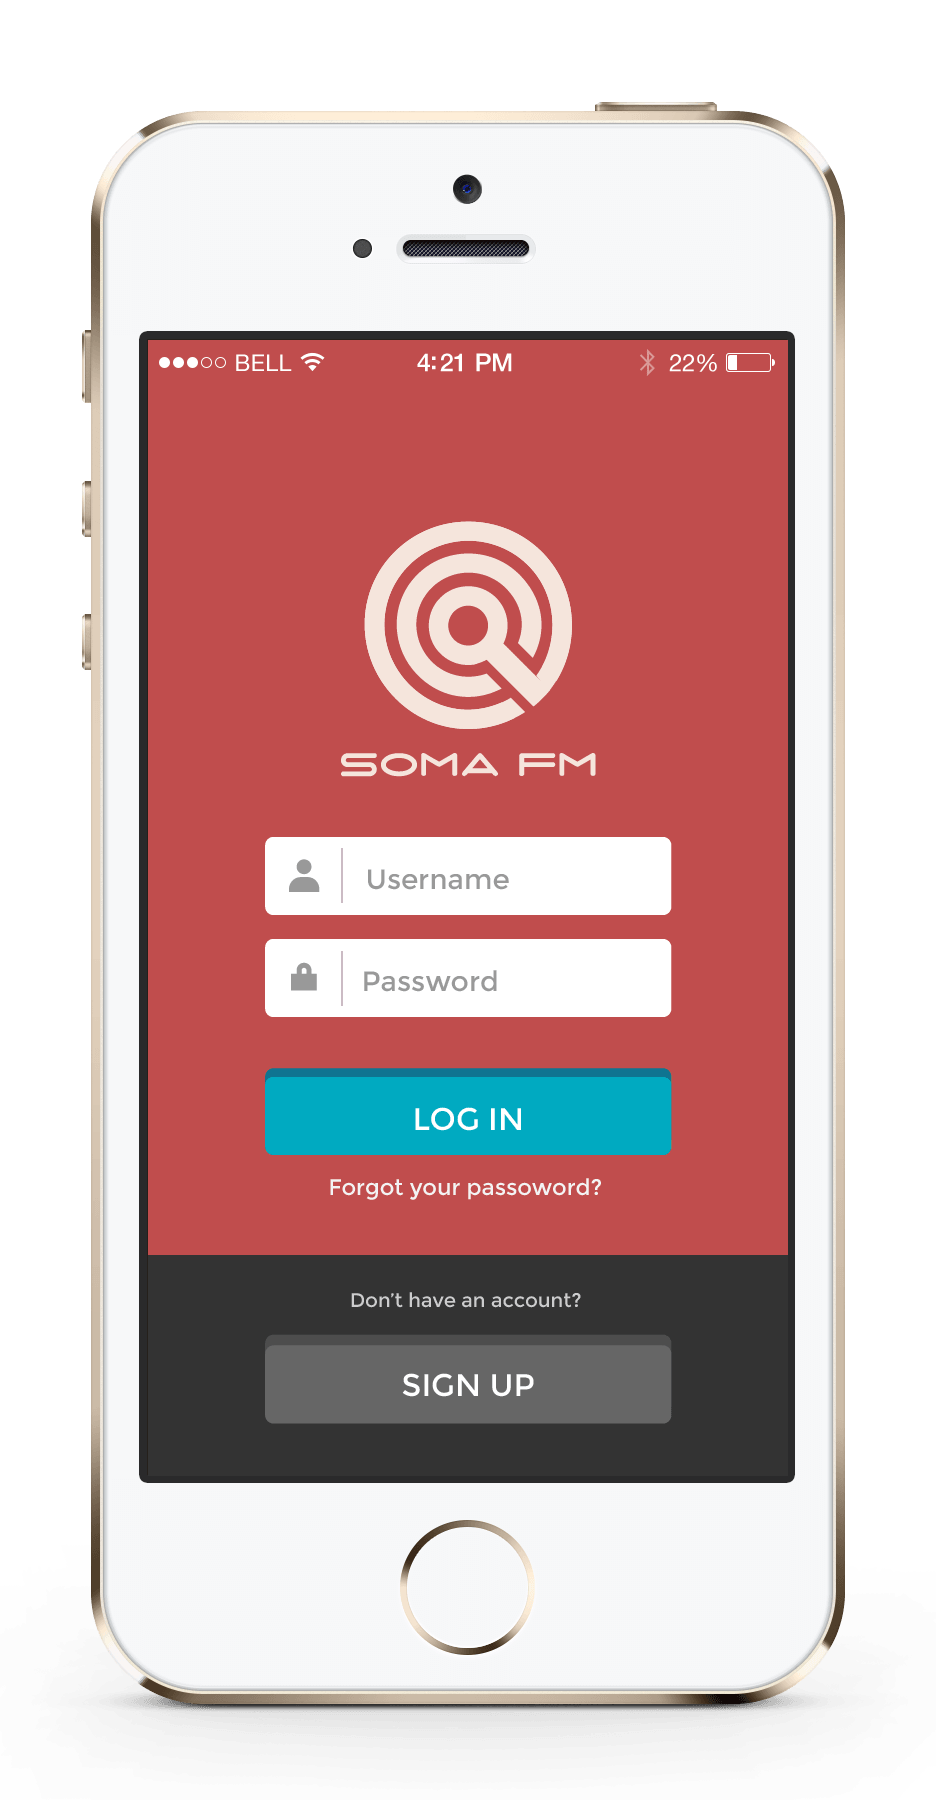 BELL 4:21 PM 22%
SOMA FM
Username
Password
LOG IN
Forgot your passoword?
Don't have an account?
SIGN UP